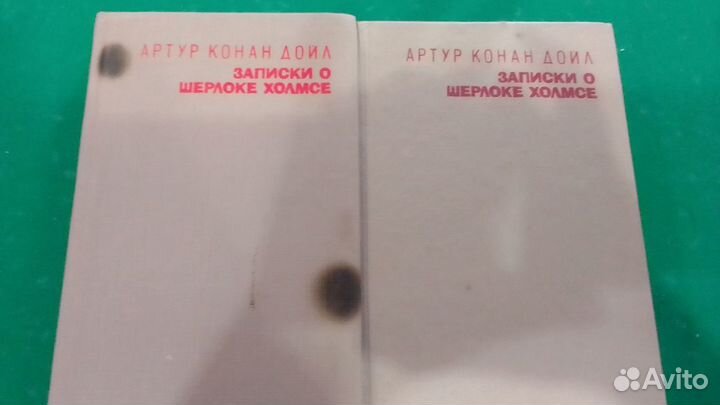 АРТУР КОНАН ДОЙЛ
ЗАПИСКИ О
ШЕРЛОКЕ ХОЛМСЕ
АРТУР КОНАН ДОЙЛ
ЗАПИСКИ О
ШЕРЛОКЕ ХОЛМСЕ
Avito